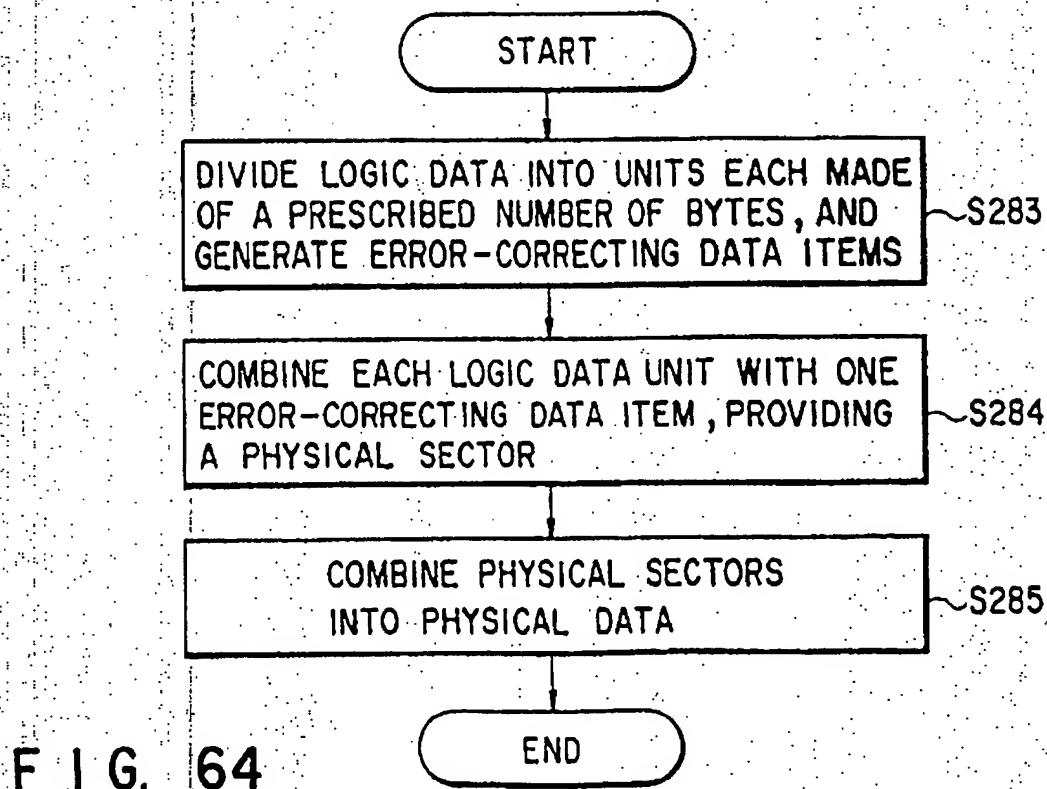 START
DIVIDE LOGIC DATA INTO UNITS EACH MADE
OF A PRESCRIBED NUMBER OF BYTES, AND
GENERATE ERROR-CORRECTING DATA ITEMS
S283
COMBINE EACH LOGIC DATA UNIT WITH ONE
ERROR-CORRECTING DATA ITEM, PROVIDING
A PHYSICAL SECTOR
S284
COMBINE PHYSICAL SECTORS
INTO PHYSICAL DATA
S285
END
FIG. 64